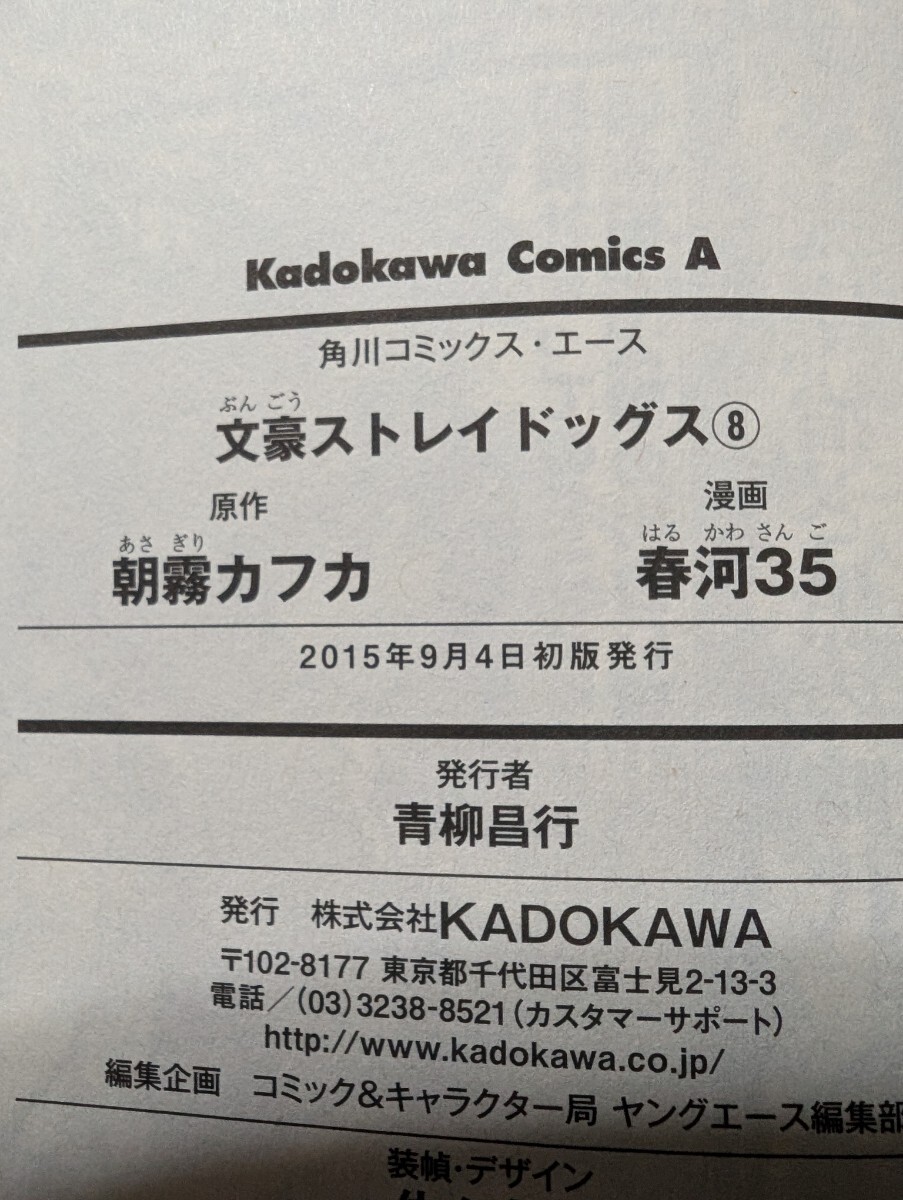 Kadokawa Comics A
角川コミックス・エース
ぶん ごう
文豪ストレイドッグス⑧
原作 漫画
あさ ぎり はる かわ さん ご
朝霧カフカ 春河35
2015年9月4日初版発行
発行者
青柳昌行
発行 株式会社KADOKAWA
〒102-8177 東京都千代田区富士見2-13-3
電話／(03)3238-8521(カスタマーサポート)
http://www.kadokawa.co.jp/
編集企画 コミック&キャラクター局 ヤングエース編集部
装幀・デザイン